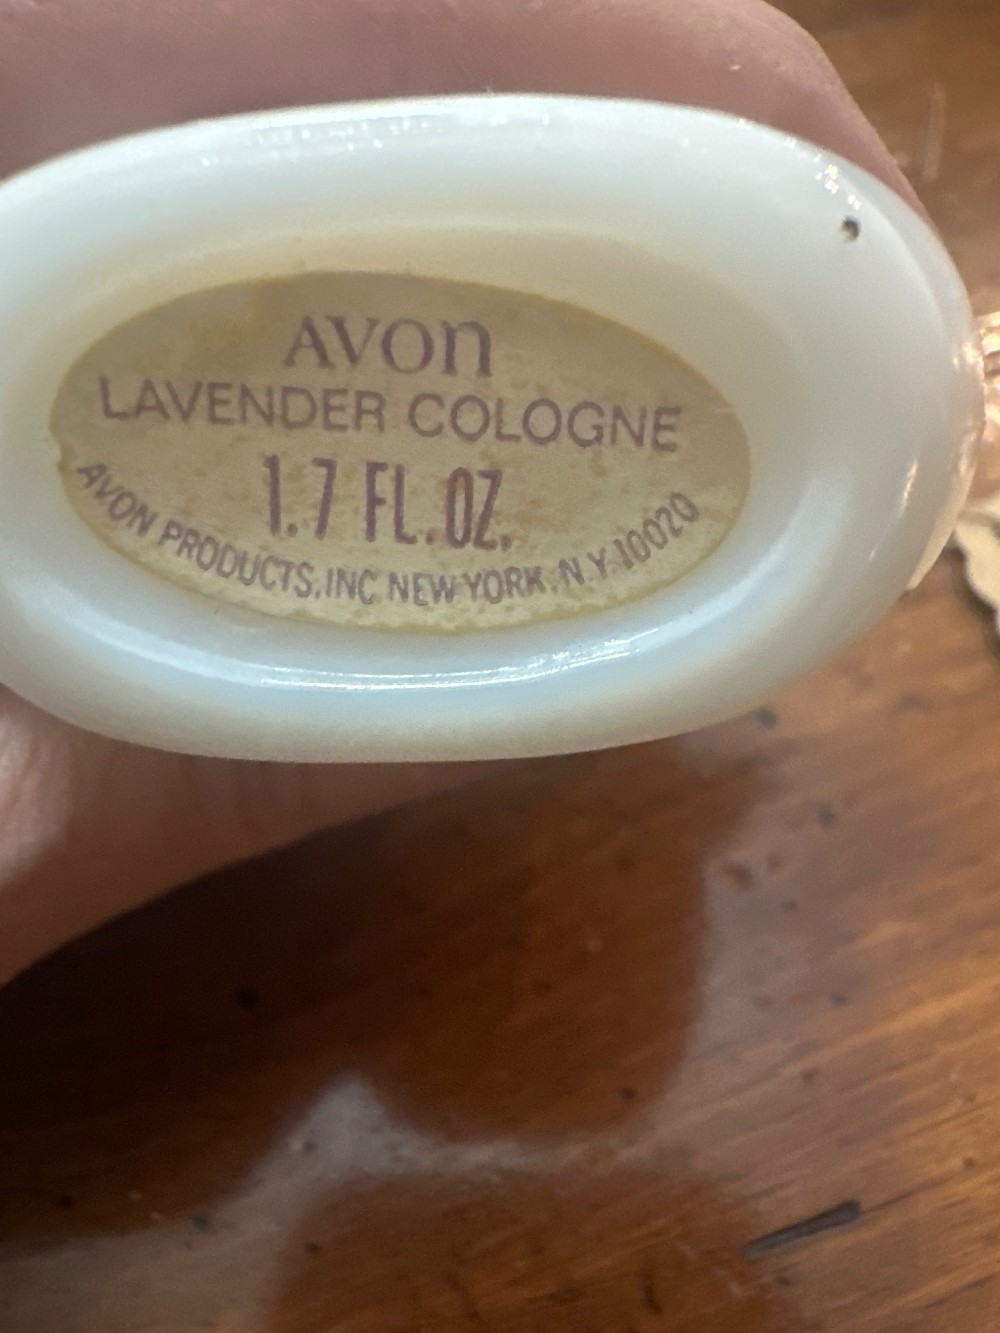 AVON
LAVENDER COLOGNE
1.7 FL. OZ.
AVON PRODUCTS, INC NEW YORK, N.Y. 10020